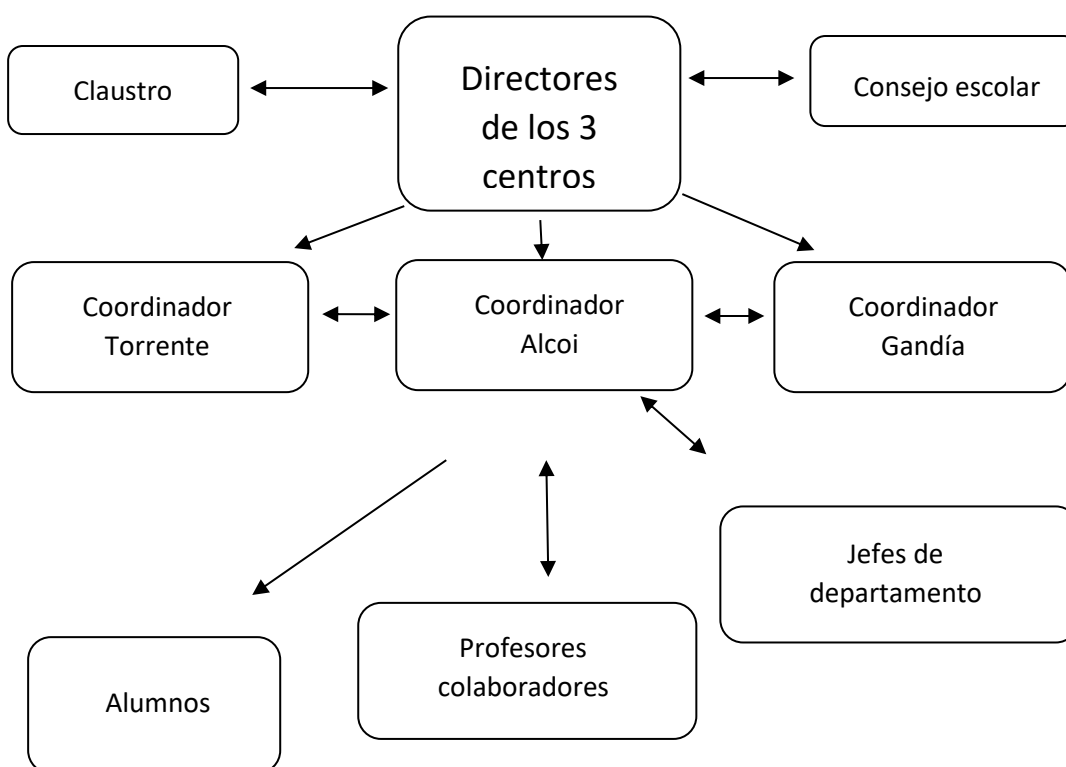 Claustro
Directores
de los 3
centros
Consejo escolar
Coordinador
Torrente
Coordinador
Alcoi
Coordinador
Gandía
Jefes de
departamento
Profesores
colaboradores
Alumnos